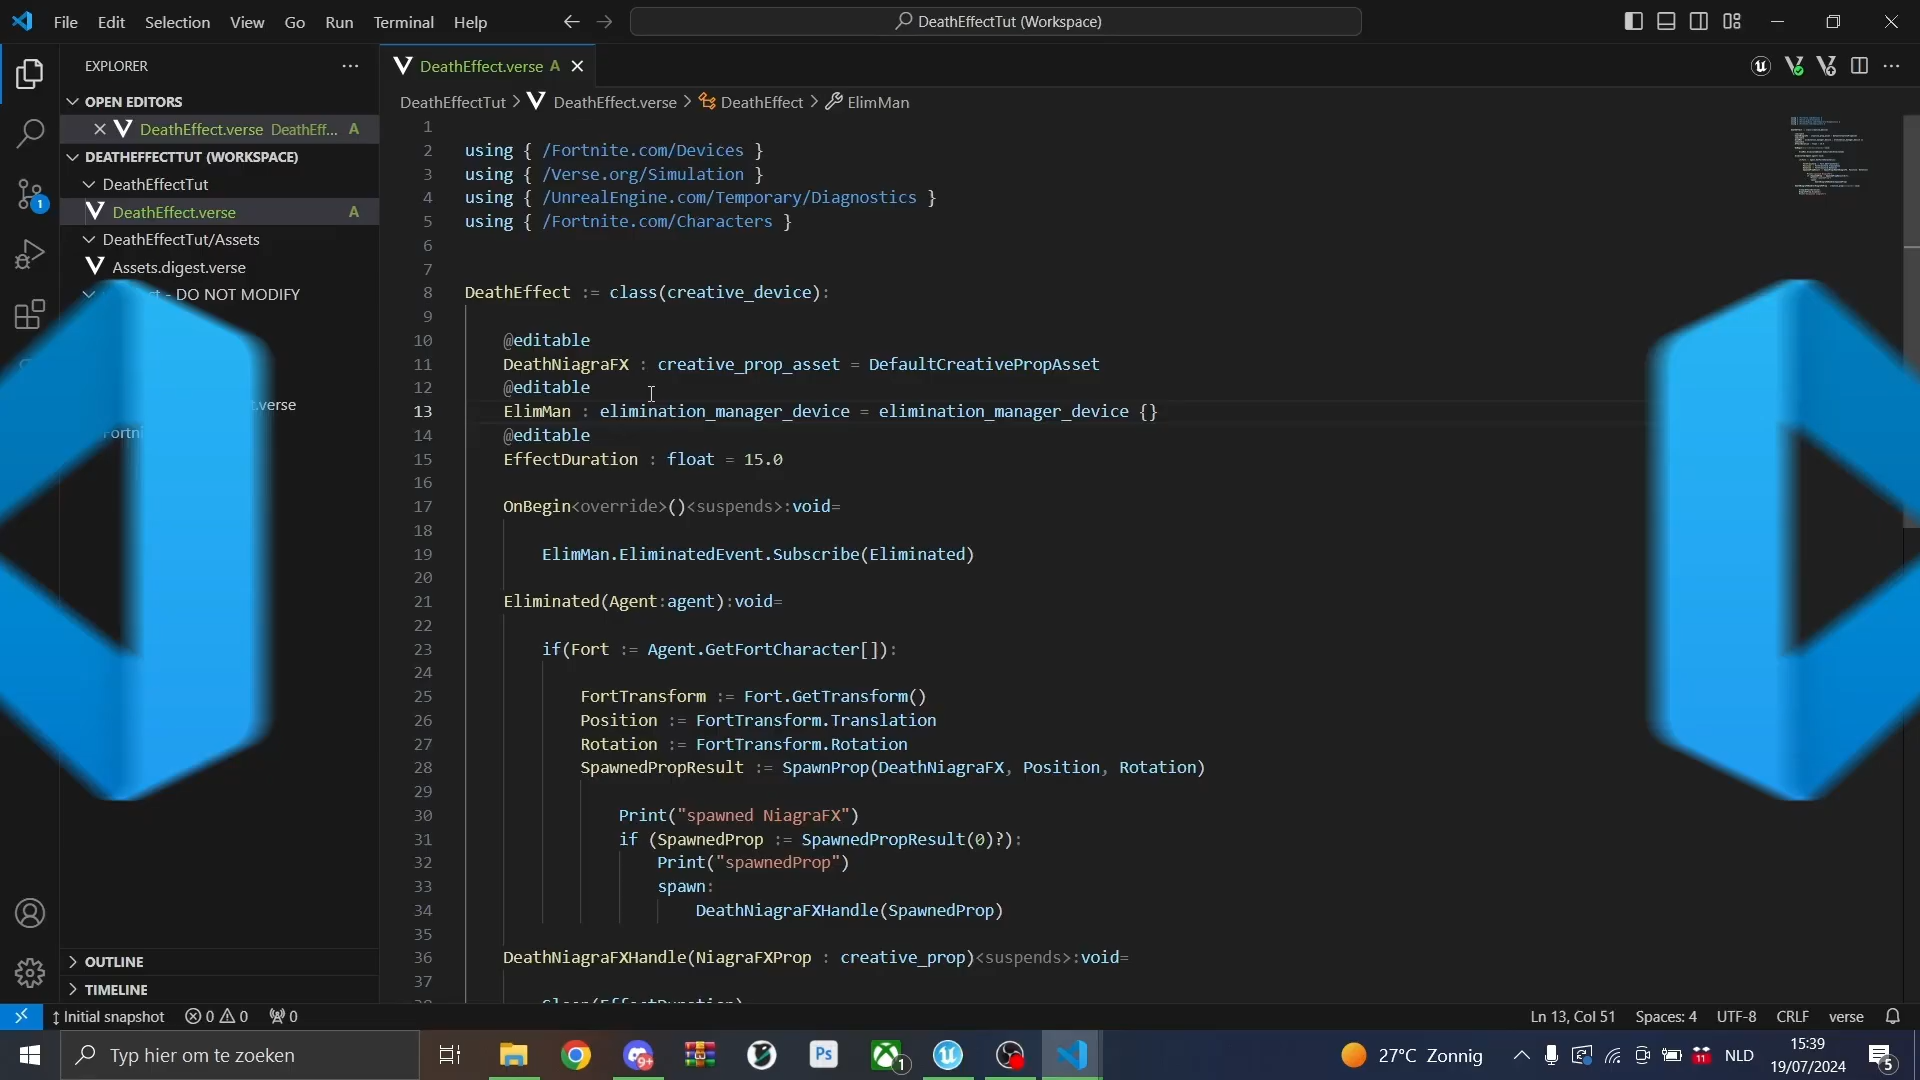 File Edit Selection View Go Run Terminal Help
DeathEffectTut (Workspace)
EXPLORER
OPEN EDITORS
DeathEffect.verse DeathEff... A
DEATHEFFECTTUT (WORKSPACE)
DeathEffectTut
DeathEffect.verse A
DeathEffectTut/Assets
Assets.digest.verse
- DO NOT MODIFY
.verse
OUTLINE
TIMELINE
DeathEffect.verse A
DeathEffectTut > DeathEffect.verse > DeathEffect > ElimMan
1
2 using { /Fortnite.com/Devices }
3 using { /Verse.org/Simulation }
4 using { /UnrealEngine.com/Temporary/Diagnostics }
5 using { /Fortnite.com/Characters }
6
7
8 DeathEffect := class(creative_device):
9
10 @editable
11 DeathNiagraFX : creative_prop_asset = DefaultCreativePropAsset
12 @editable
13 ElimMan : elimination_manager_device = elimination_manager_device {}
14 @editable
15 EffectDuration : float = 15.0
16
17 OnBegin<override>()<suspends>:void=
18
19 ElimMan.EliminatedEvent.Subscribe(Eliminated)
20
21 Eliminated(Agent:agent):void=
22
23 if(Fort := Agent.GetFortCharacter[]):
24
25 FortTransform := Fort.GetTransform()
26 Position := FortTransform.Translation
27 Rotation := FortTransform.Rotation
28 SpawnedPropResult := SpawnProp(DeathNiagraFX, Position, Rotation)
29
30 Print("spawned NiagraFX")
31 if (SpawnedProp := SpawnedPropResult(0)?):
32 Print("spawnedProp")
33 spawn:
34 DeathNiagraFXHandle(SpawnedProp)
35
36 DeathNiagraFXHandle(NiagraFXProp : creative_prop)<suspends>:void=
37
Initial snapshot 0 0 0
Ln 13, Col 51 Spaces: 4 UTF-8 CRLF verse
Typ hier om te zoeken
27°C Zonnig
NLD
15:39
19/07/2024